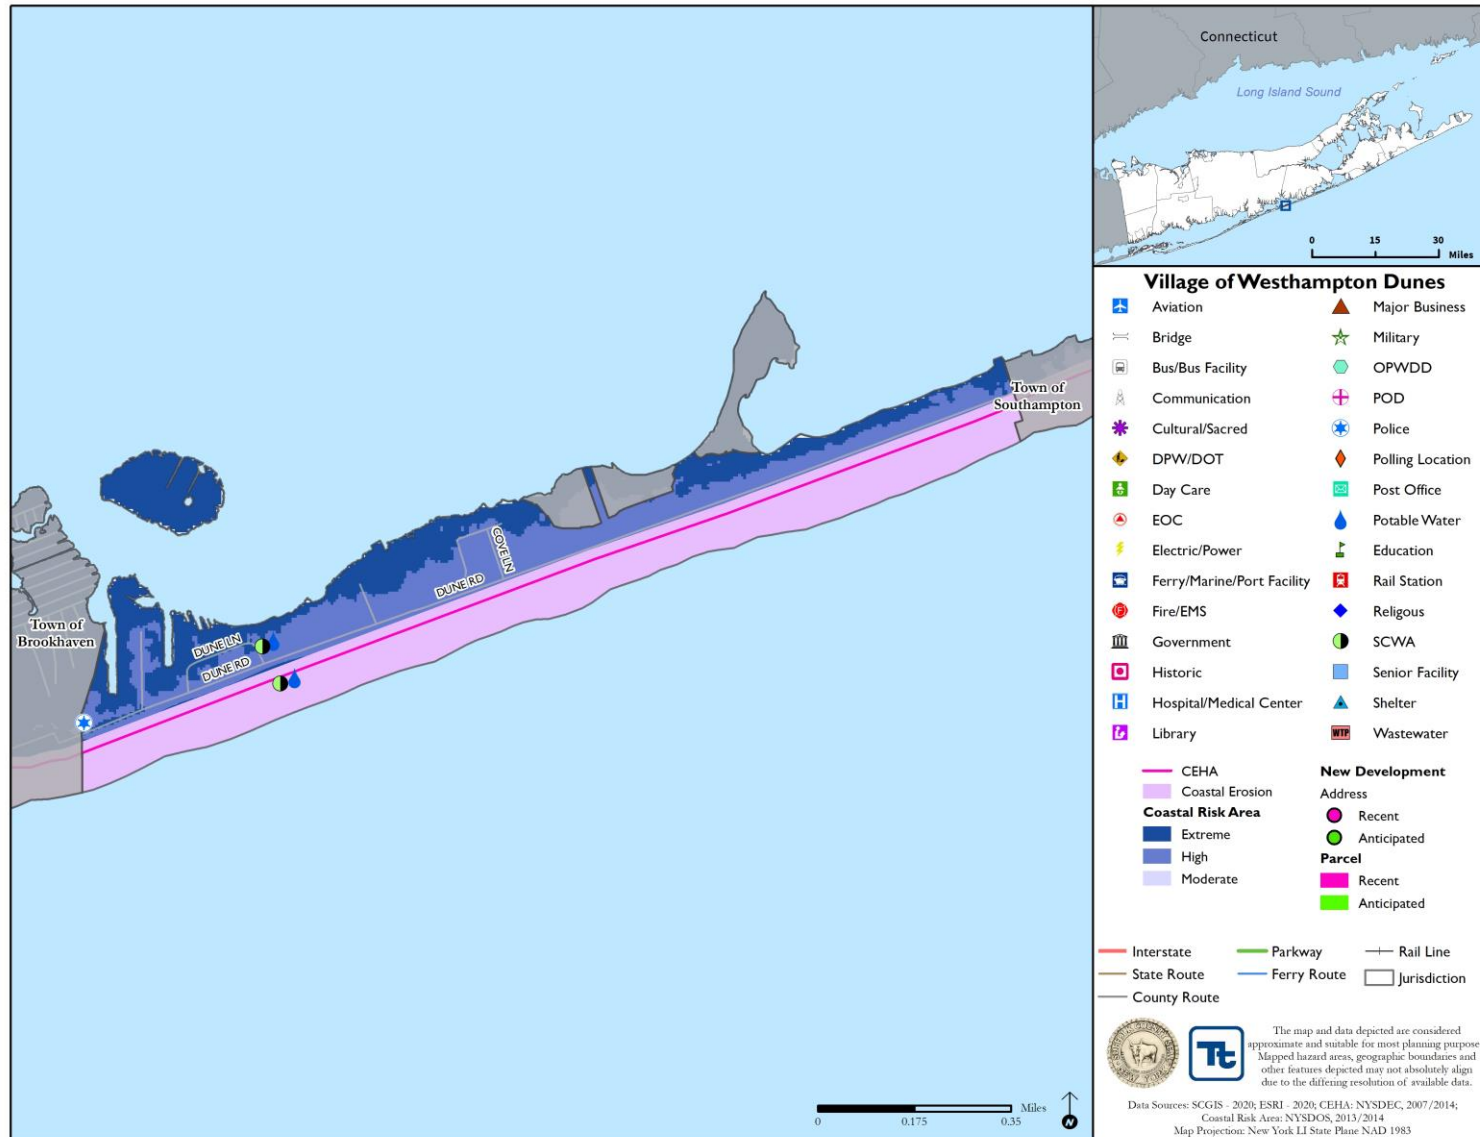 Connecticut
Long Island Sound
0 15 30
Miles
Town of
Southampton
COVE LN
DUNE RD
Town of
Brookhaven
DUNE LN
DUNE RD
Miles
0 0.175 0.35
N
Village of Westhampton Dunes
Aviation
Bridge
Bus/Bus Facility
Communication
Cultural/Sacred
DPW/DOT
Day Care
EOC
Electric/Power
Ferry/Marine/Port Facility
Fire/EMS
Government
Historic
H Hospital/Medical Center
Library
Major Business
Military
OPWDD
POD
Police
Polling Location
Post Office
Potable Water
Education
Rail Station
Religous
SCWA
Senior Facility
Shelter
WTP Wastewater
CEHA
Coastal Erosion
Coastal Risk Area
Extreme
High
Moderate
New Development
Address
Recent
Anticipated
Parcel
Recent
Anticipated
Interstate
State Route
County Route
Parkway
Ferry Route
Rail Line
Jurisdiction
Tt
The map and data depicted are considered
approximate and suitable for most planning purpose
Mapped hazard areas, geographic boundaries and
other features depicted may not absolutely align
due to the differing resolution of available data.
Data Sources: SCGIS - 2020; ESRI - 2020; CEHA: NYSDEC, 2007/2014;
Coastal Risk Area: NYSDOS, 2013/2014
Map Projection: New York LI State Plane NAD 1983